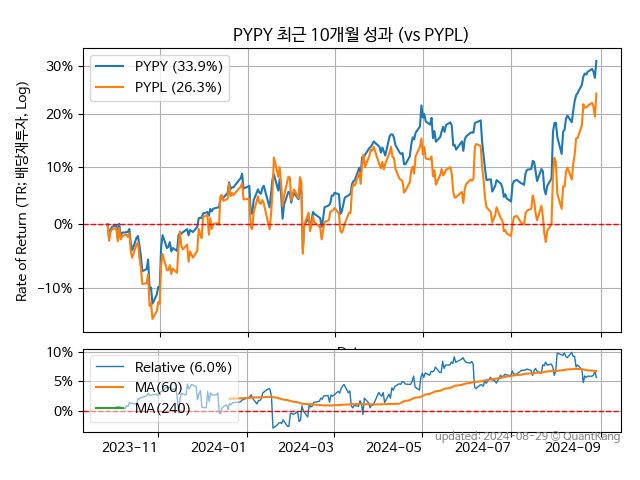 PYPY 최근 10개월 성과 (vs PYPL)
Rate of Return (TR: 배당재투자, Log)
30%
20%
10%
0%
−10%
PYPY (33.9%)
PYPL (26.3%)
10%
5%
0%
Relative (6.0%)
MA(60)
MA(240)
2023-11
2024-01
2024-03
2024-05
2024-07
2024-09
updated: 2024-08-29 © QuantKang